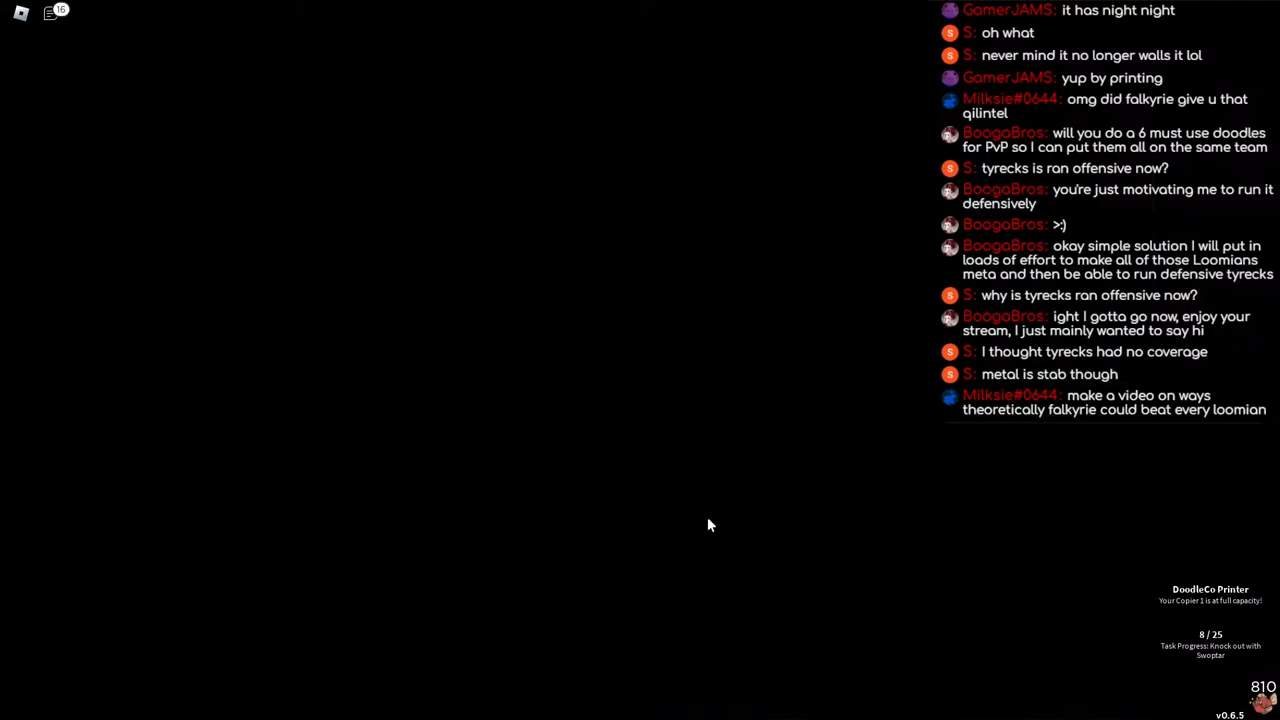 16
GamerJAMS: it has night night
S: oh what
S: never mind it no longer walls it lol
GamerJAMS: yup by printing
Milksie#0644: omg did falkyrie give u that
qilintel
BoogaBros: will you do a 6 must use doodles
for PvP so I can put them all on the same team
S: tyrecks is ran offensive now?
BoogaBros: you're just motivating me to run it
defensively
BoogaBros: >:)
BoogaBros: okay simple solution I will put in
loads of effort to make all of those Loomians
meta and then be able to run defensive tyrecks
S: why is tyrecks ran offensive now?
BoogaBros: ight I gotta go now, enjoy your
stream, I just mainly wanted to say hi
S: I thought tyrecks had no coverage
S: metal is stab though
Milksie#0644: make a video on ways
theoretically falkyrie could beat every loomian
DoodleCo Printer
Your Copier 1 is at full capacity!
8 / 25
Task Progress: Knock out with
Swoptar
810
v0.6.5